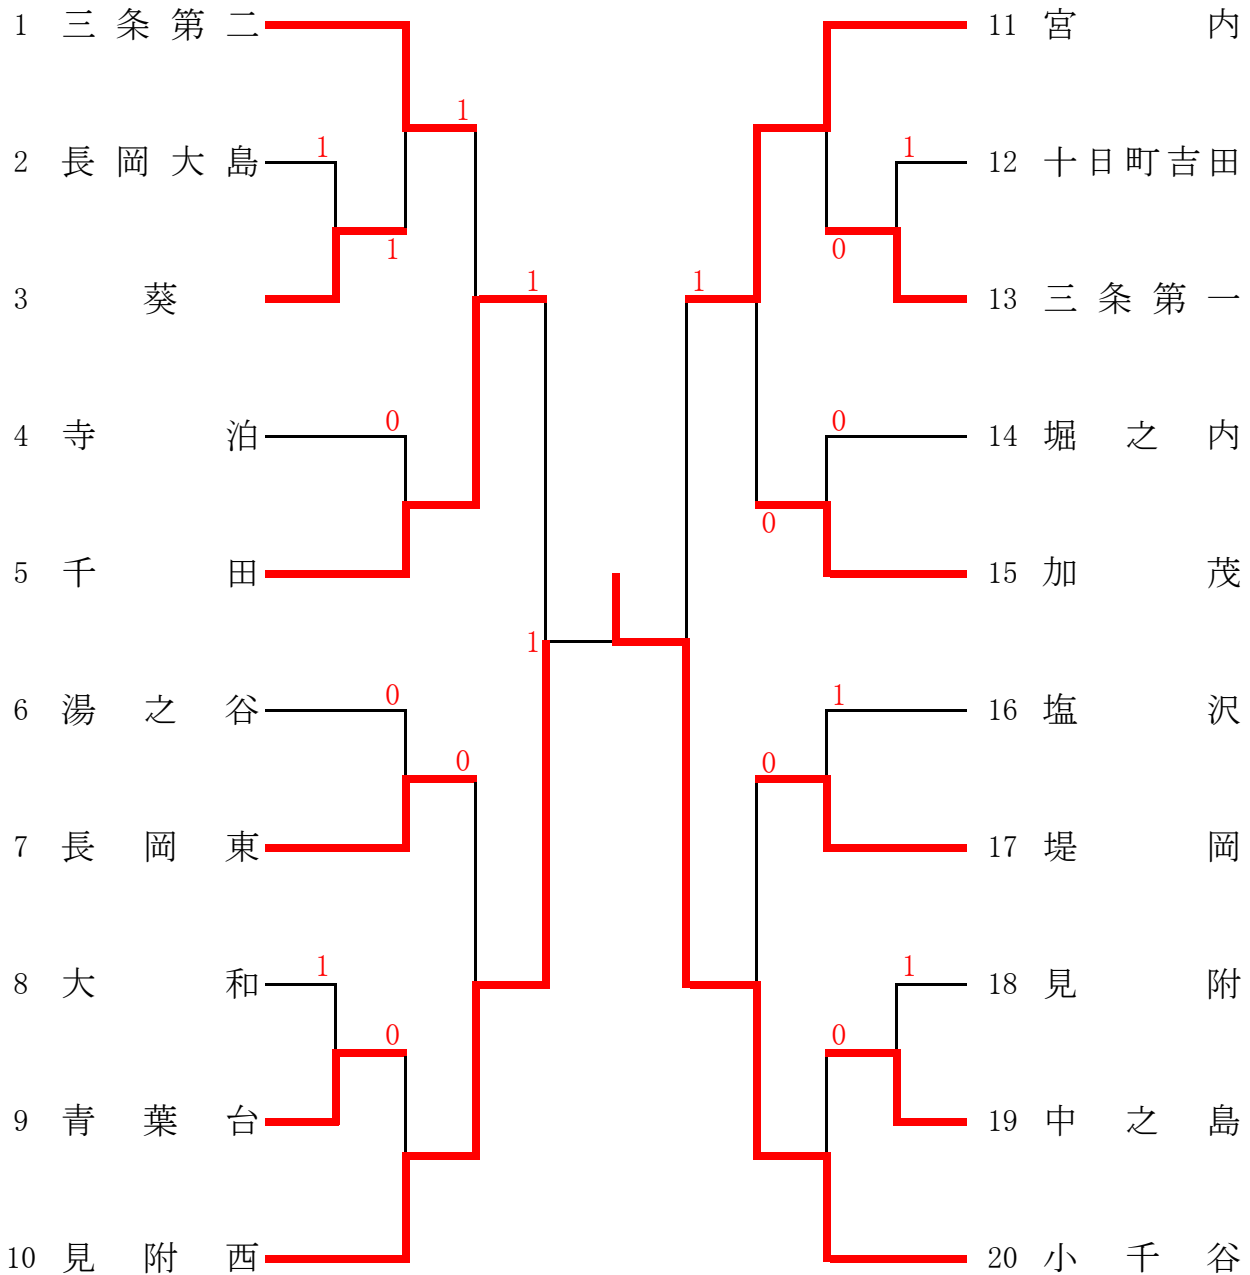 1 三条第二
1
2 長岡大島
1
1
3 葵
1
4 寺泊
0
5 千田
1
6 湯之谷
0
0
7 長岡東
8 大和
1
0
9 青葉台
10 見附西
11 宮内
1
12 十日町吉田
0
1
13 三条第一
0
14 堀之内
0
15 加茂
1
16 塩沢
0
17 堤岡
1
18 見附
0
19 中之島
20 小千谷